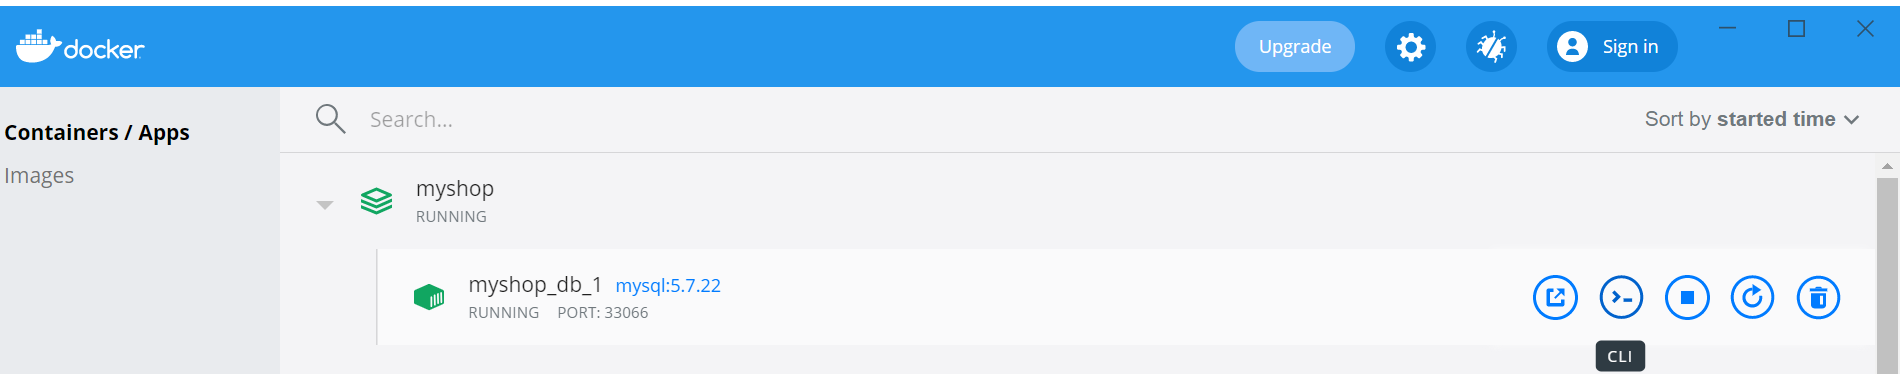 docker
Upgrade
Sign in
Containers / Apps
Images
Search...
Sort by started time
myshop
RUNNING
myshop_db_1 mysql:5.7.22
RUNNING PORT: 33066
CLI